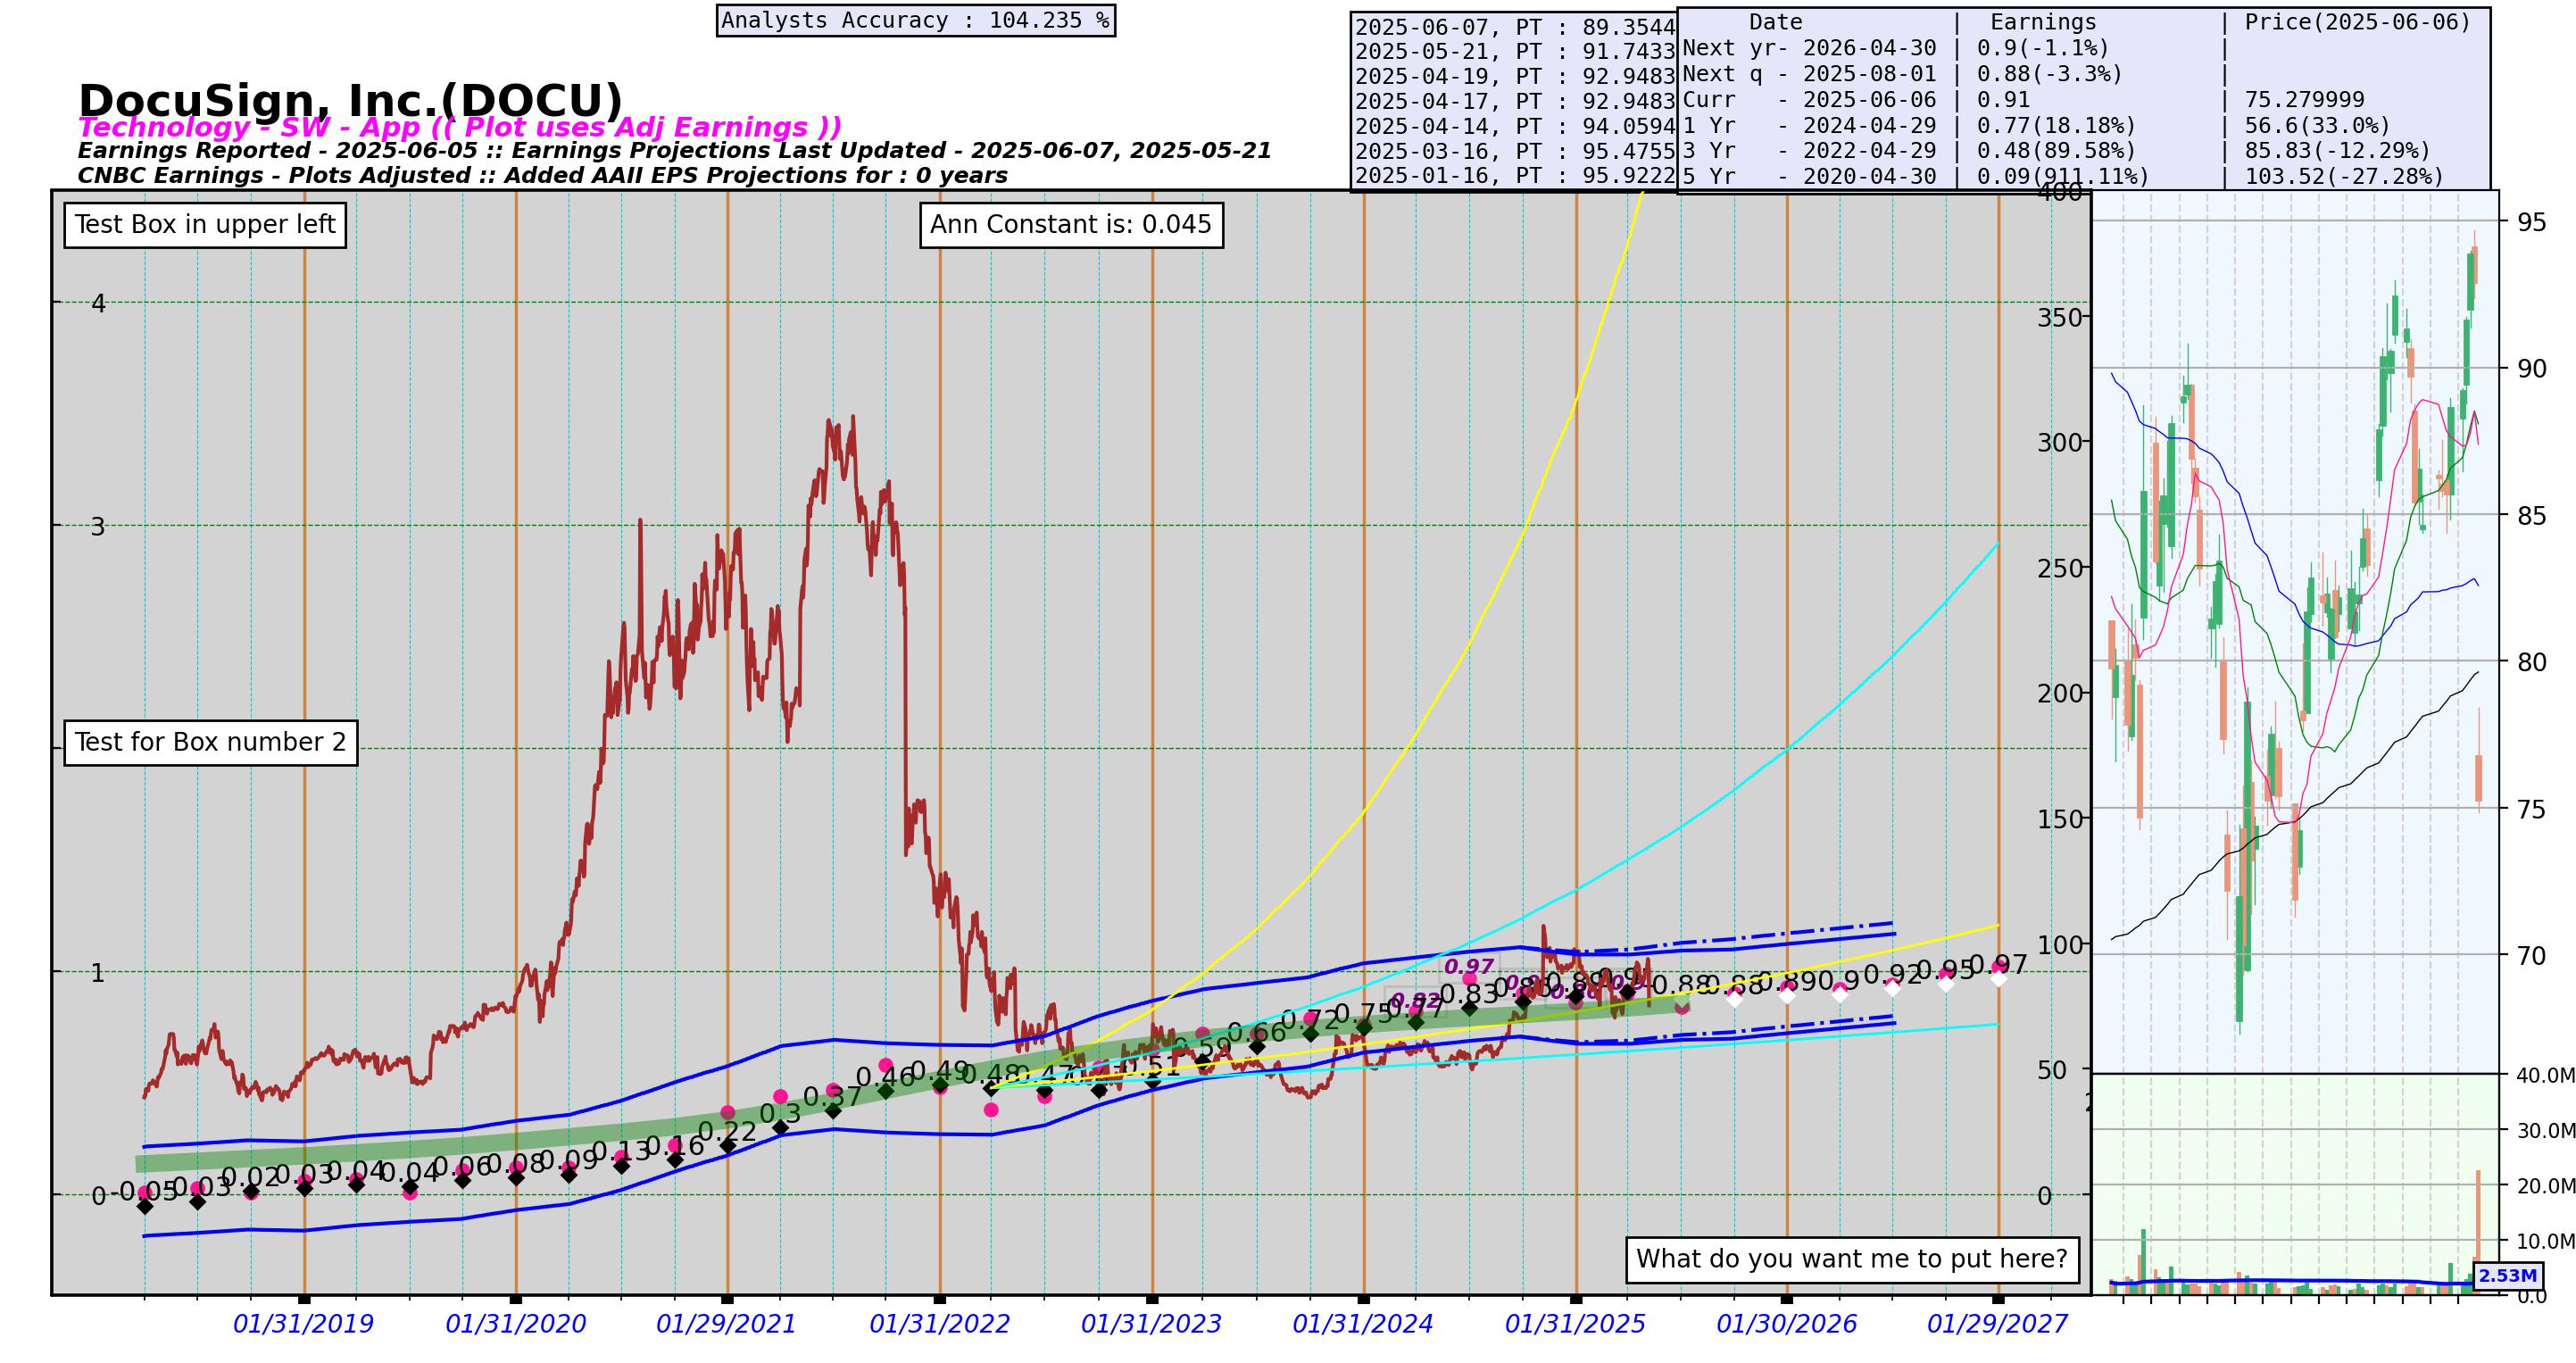 Analysts Accuracy : 104.235 %
2025-06-07, PT : 89.3544
2025-05-21, PT : 91.7433
2025-04-19, PT : 92.9483
2025-04-17, PT : 92.9483
2025-04-14, PT : 94.0594
2025-03-16, PT : 95.4755
2025-01-16, PT : 95.9222
Date | Earnings | Price(2025-06-06)
Next yr- 2026-04-30 | 0.9(-1.1%) |
Next q - 2025-08-01 | 0.88(-3.3%) |
Curr - 2025-06-06 | 0.91 | 75.279999
1 Yr - 2024-04-29 | 0.77(18.18%) | 56.6(33.0%)
3 Yr - 2022-04-29 | 0.48(89.58%) | 85.83(-12.29%)
5 Yr - 2020-04-30 | 0.09(911.11%) | 103.52(-27.28%)
DocuSign, Inc.(DOCU)
Technology - SW - App (( Plot uses Adj Earnings ))
Earnings Reported - 2025-06-05 :: Earnings Projections Last Updated - 2025-06-07, 2025-05-21
CNBC Earnings - Plots Adjusted :: Added AAII EPS Projections for : 0 years
Test Box in upper left
Ann Constant is: 0.045
Test for Box number 2
What do you want me to put here?
4
3
1
0
400
350
300
250
200
150
100
50
0
95
90
85
80
75
70
40.0M
30.0M
20.0M
10.0M
2.53M
0.0
-0.05 0.03 0.02 0.03 0.04 0.04 0.06 0.08 0.09 0.13 0.16 0.22 0.3 0.37 0.46 0.49 0.48 0.47 0.51 0.59 0.66 0.72 0.75 0.77 0.83 0.89 0.91 0.88 0.88 0.89 0.9 0.92 0.95 0.97
0.82
0.97
01/31/2019 01/31/2020 01/29/2021 01/31/2022 01/31/2023 01/31/2024 01/31/2025 01/30/2026 01/29/2027